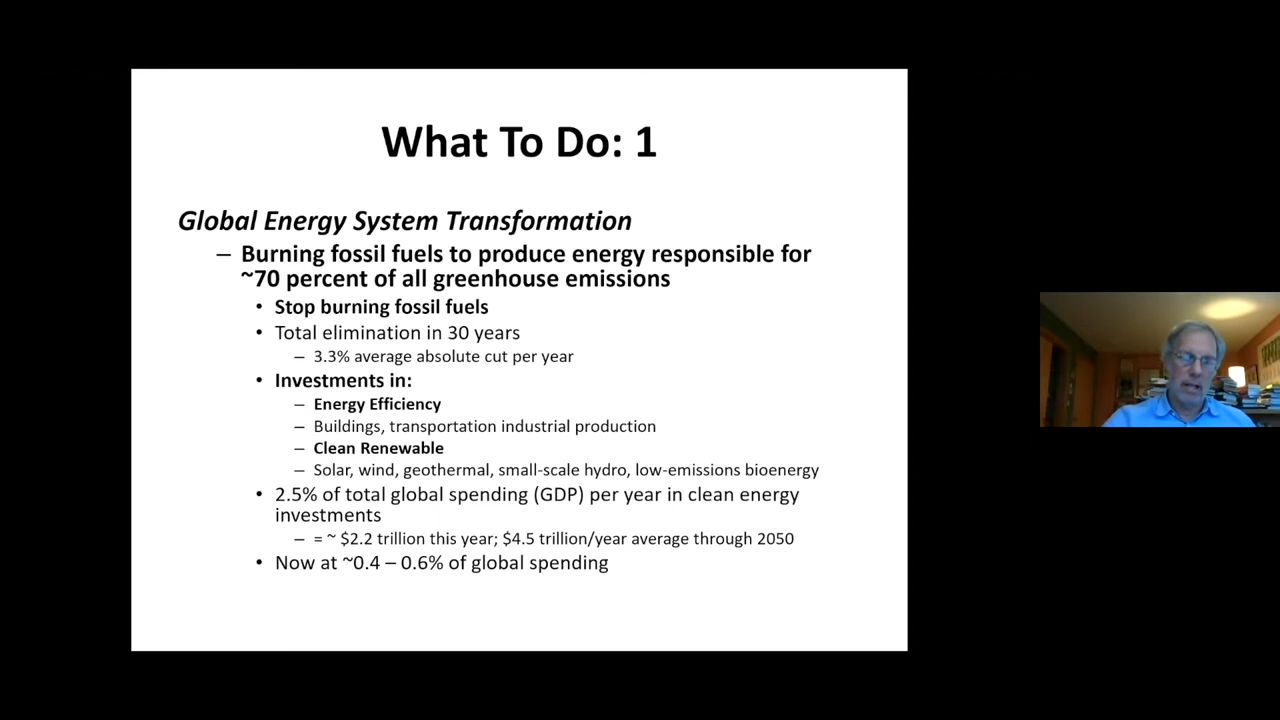 What To Do: 1
Global Energy System Transformation
– Burning fossil fuels to produce energy responsible for
~70 percent of all greenhouse emissions
• Stop burning fossil fuels
• Total elimination in 30 years
– 3.3% average absolute cut per year
• Investments in:
– Energy Efficiency
– Buildings, transportation industrial production
– Clean Renewable
– Solar, wind, geothermal, small-scale hydro, low-emissions bioenergy
• 2.5% of total global spending (GDP) per year in clean energy
investments
– = ~ $2.2 trillion this year; $4.5 trillion/year average through 2050
• Now at ~0.4 – 0.6% of global spending